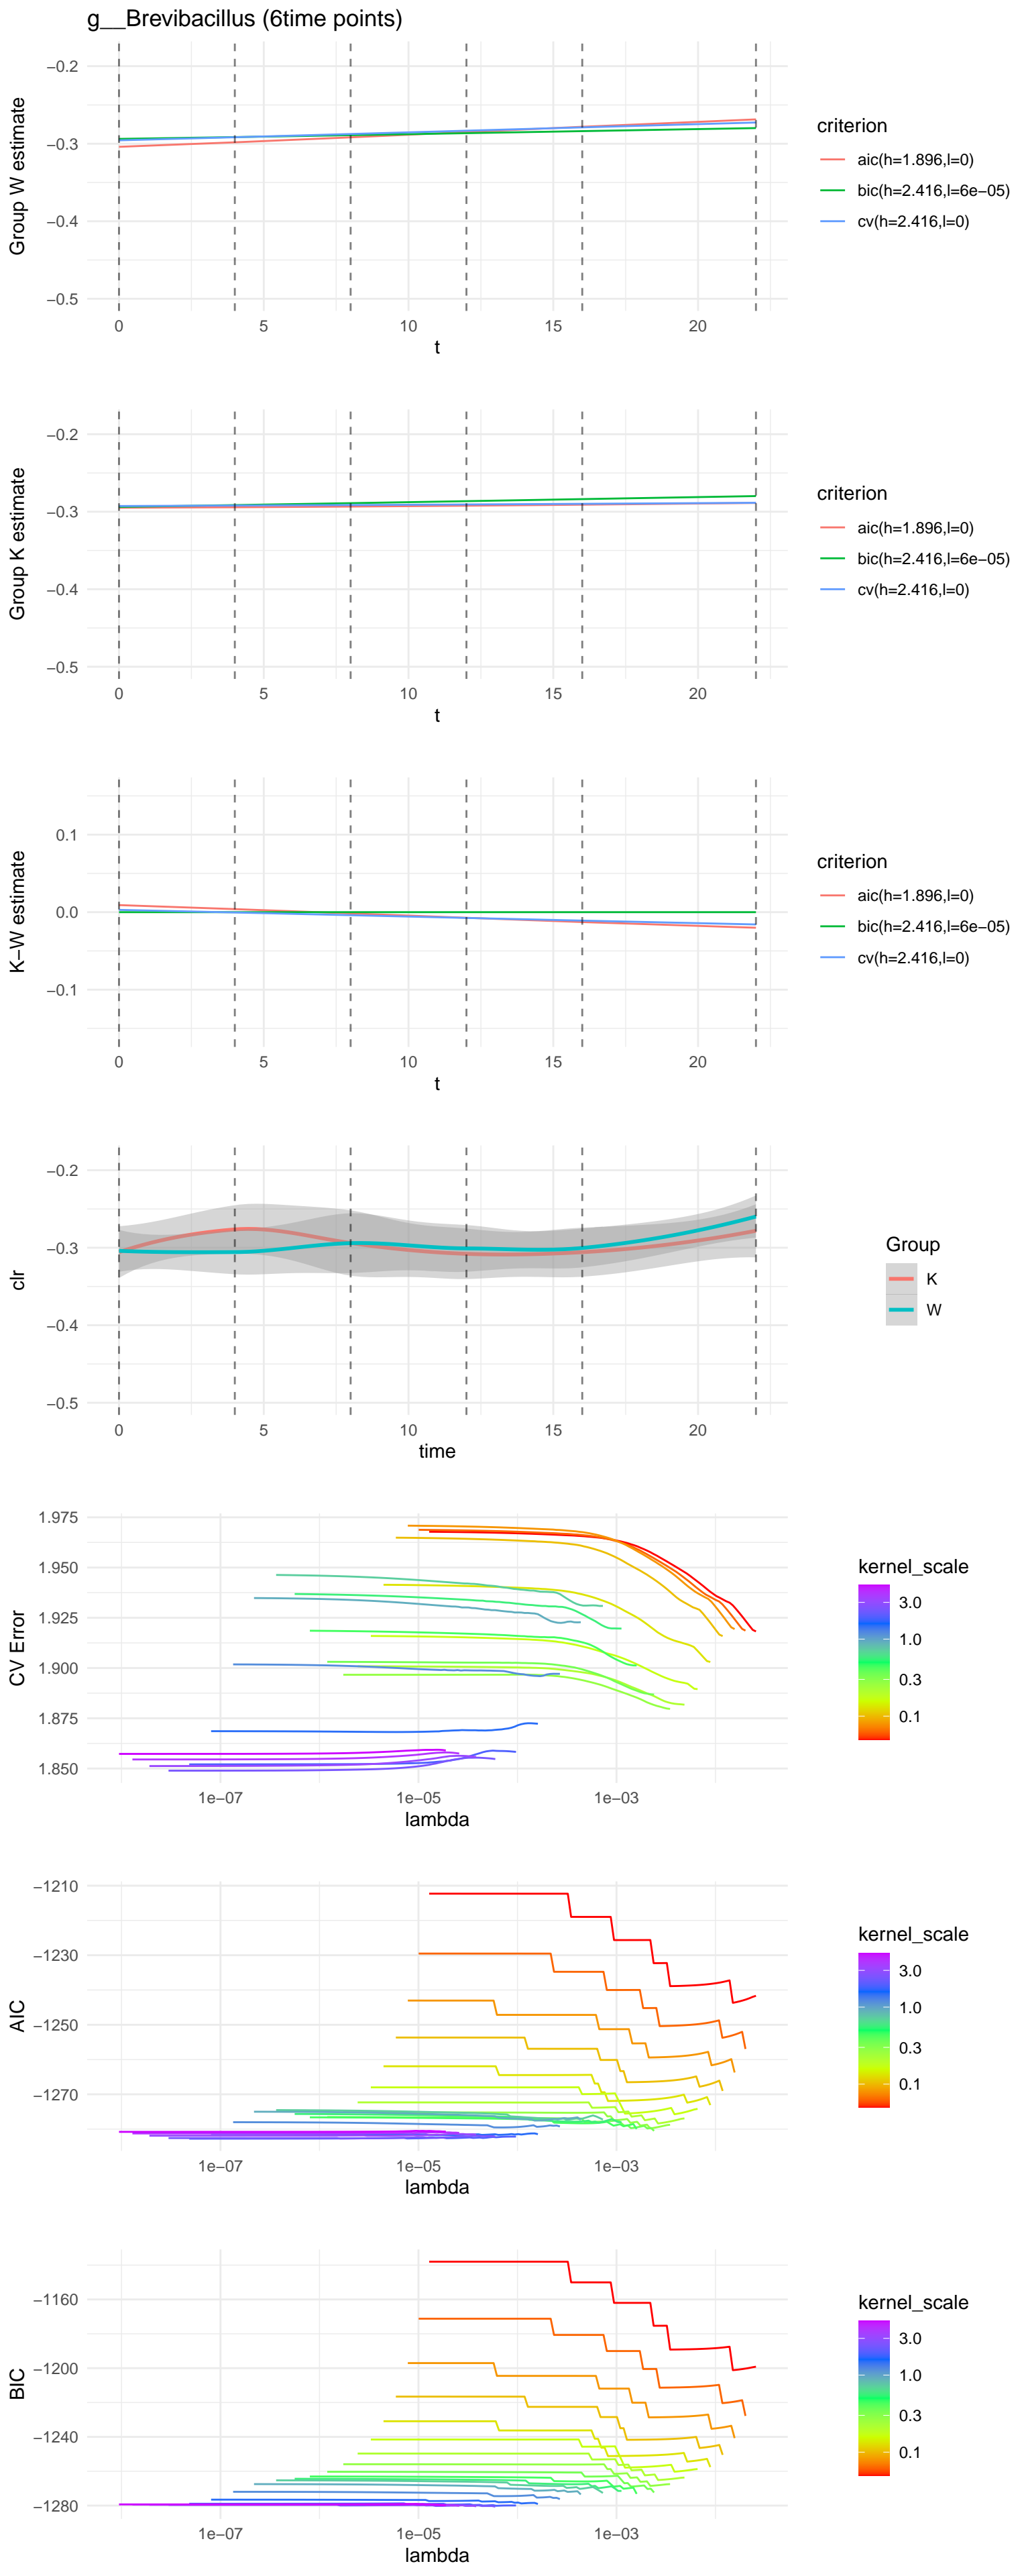 g__Brevibacillus (6time points)
Group W estimate
−0.2
−0.3
−0.4
−0.5
0 5 10 15 20
t
criterion
aic(h=1.896,l=0)
bic(h=2.416,l=6e−05)
cv(h=2.416,l=0)
Group K estimate
−0.2
−0.3
−0.4
−0.5
0 5 10 15 20
t
criterion
aic(h=1.896,l=0)
bic(h=2.416,l=6e−05)
cv(h=2.416,l=0)
K−W estimate
0.1
0.0
−0.1
0 5 10 15 20
t
criterion
aic(h=1.896,l=0)
bic(h=2.416,l=6e−05)
cv(h=2.416,l=0)
clr
−0.2
−0.3
−0.4
−0.5
0 5 10 15 20
time
Group
K
W
CV Error
1.975
1.950
1.925
1.900
1.875
1.850
1e−07 1e−05 1e−03
lambda
kernel_scale
3.0
1.0
0.3
0.1
AIC
−1210
−1230
−1250
−1270
1e−07 1e−05 1e−03
lambda
kernel_scale
3.0
1.0
0.3
0.1
BIC
−1160
−1200
−1240
−1280
1e−07 1e−05 1e−03
lambda
kernel_scale
3.0
1.0
0.3
0.1